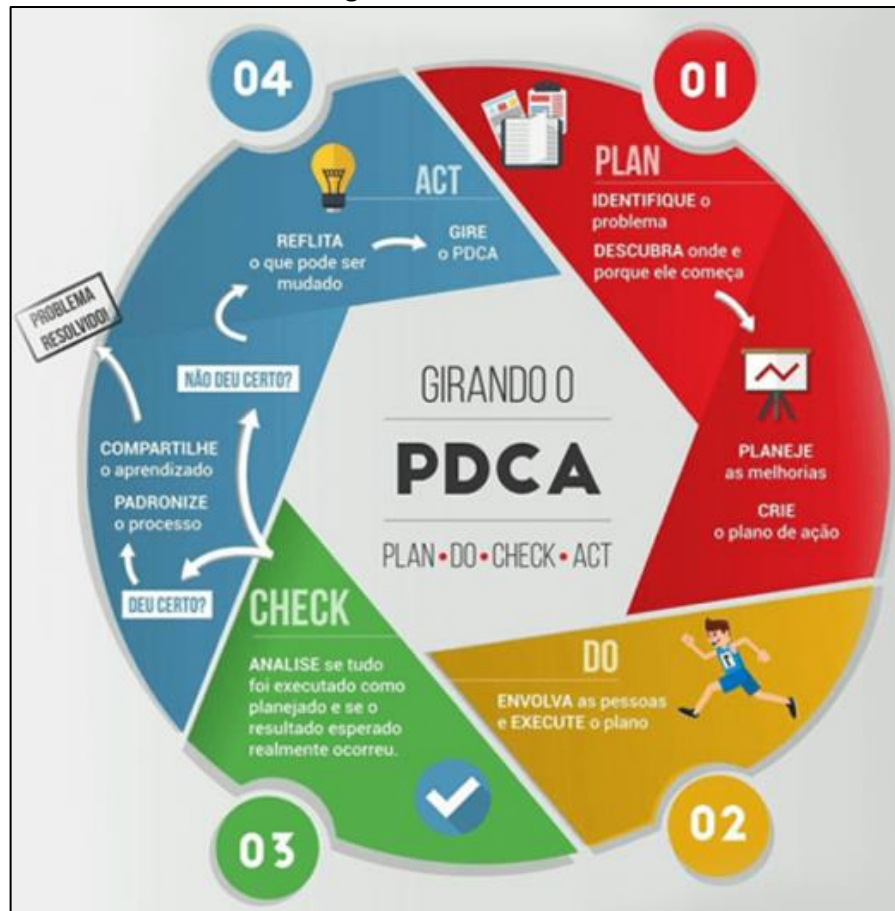 01
PLAN
IDENTIFIQUE o
problema
DESCUBRA onde e
porque ele começa
PLANEJE
as melhorias
CRIE
o plano de ação
DO
ENVOLVA as pessoas
e EXECUTE o plano
02
CHECK
ANALISE se tudo
foi executado como
planejado e se o
resultado esperado
realmente ocorreu.
03
04
ACT
DEU CERTO?
PADRONIZE
o processo
COMPARTILHE
o aprendizado
PROBLEMA
RESOLVIDO!
NÃO DEU CERTO?
REFLITA
o que pode ser
mudado
GIRE
o PDCA
GIRANDO O
PDCA
PLAN•DO•CHECK•ACT